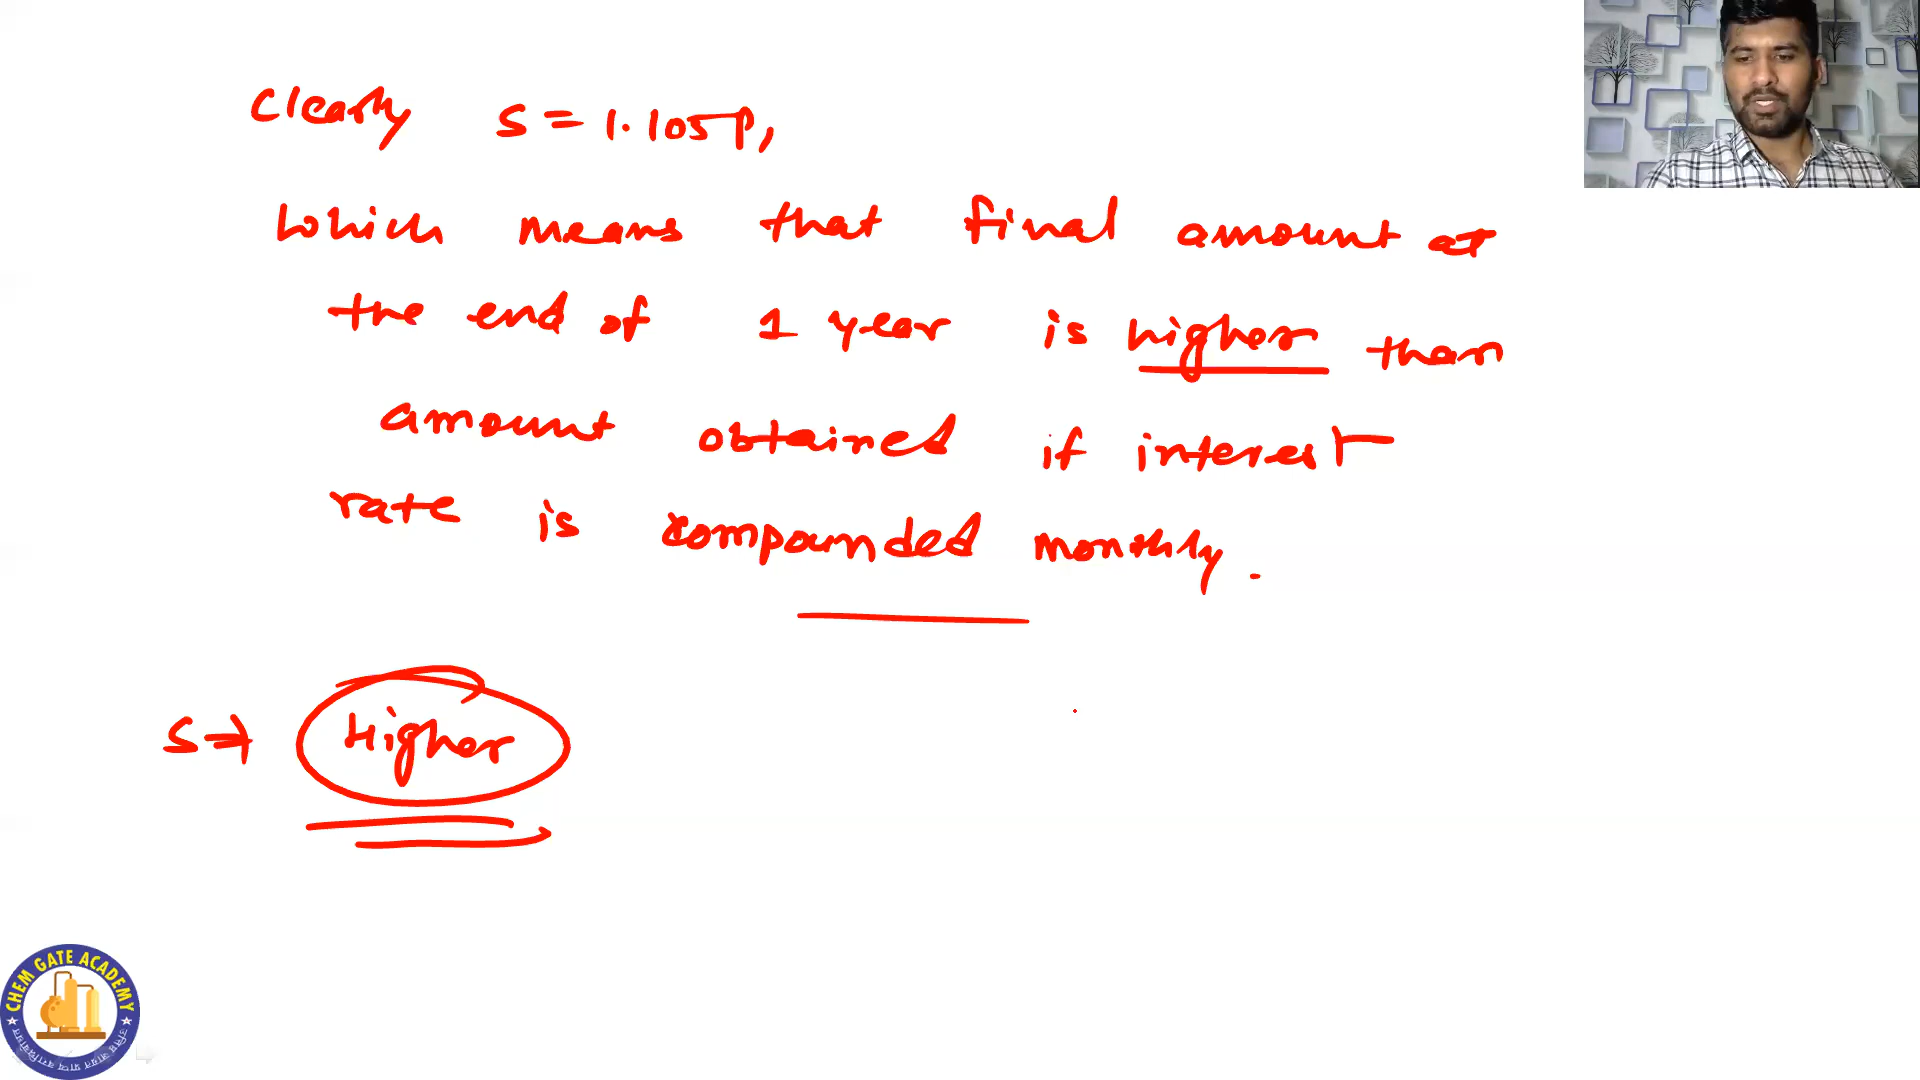 Clearly S = 1.105P,
Which means that final amount at
the end of 1 year is higher than
amount obtained if interest
rate is compounded monthly.
S → Higher
CHEM GATE ACADEMY